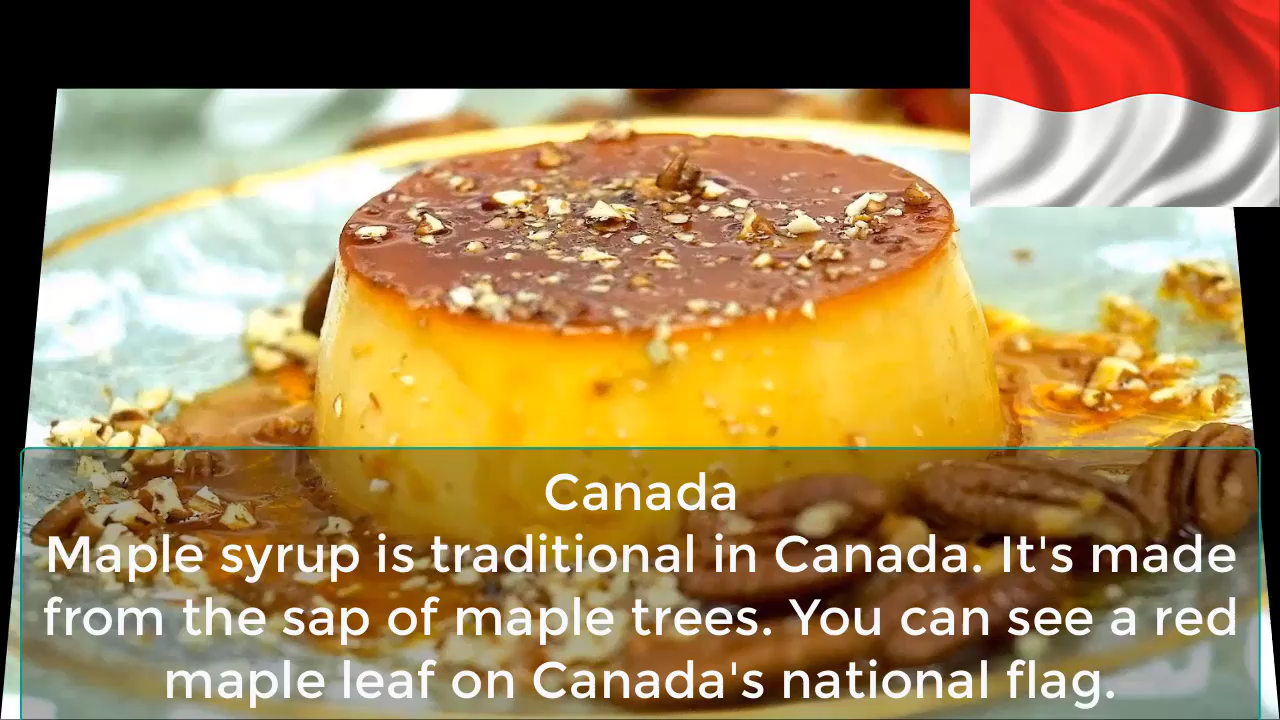 Canada
Maple syrup is traditional in Canada. It's made
from the sap of maple trees. You can see a red
maple leaf on Canada's national flag.